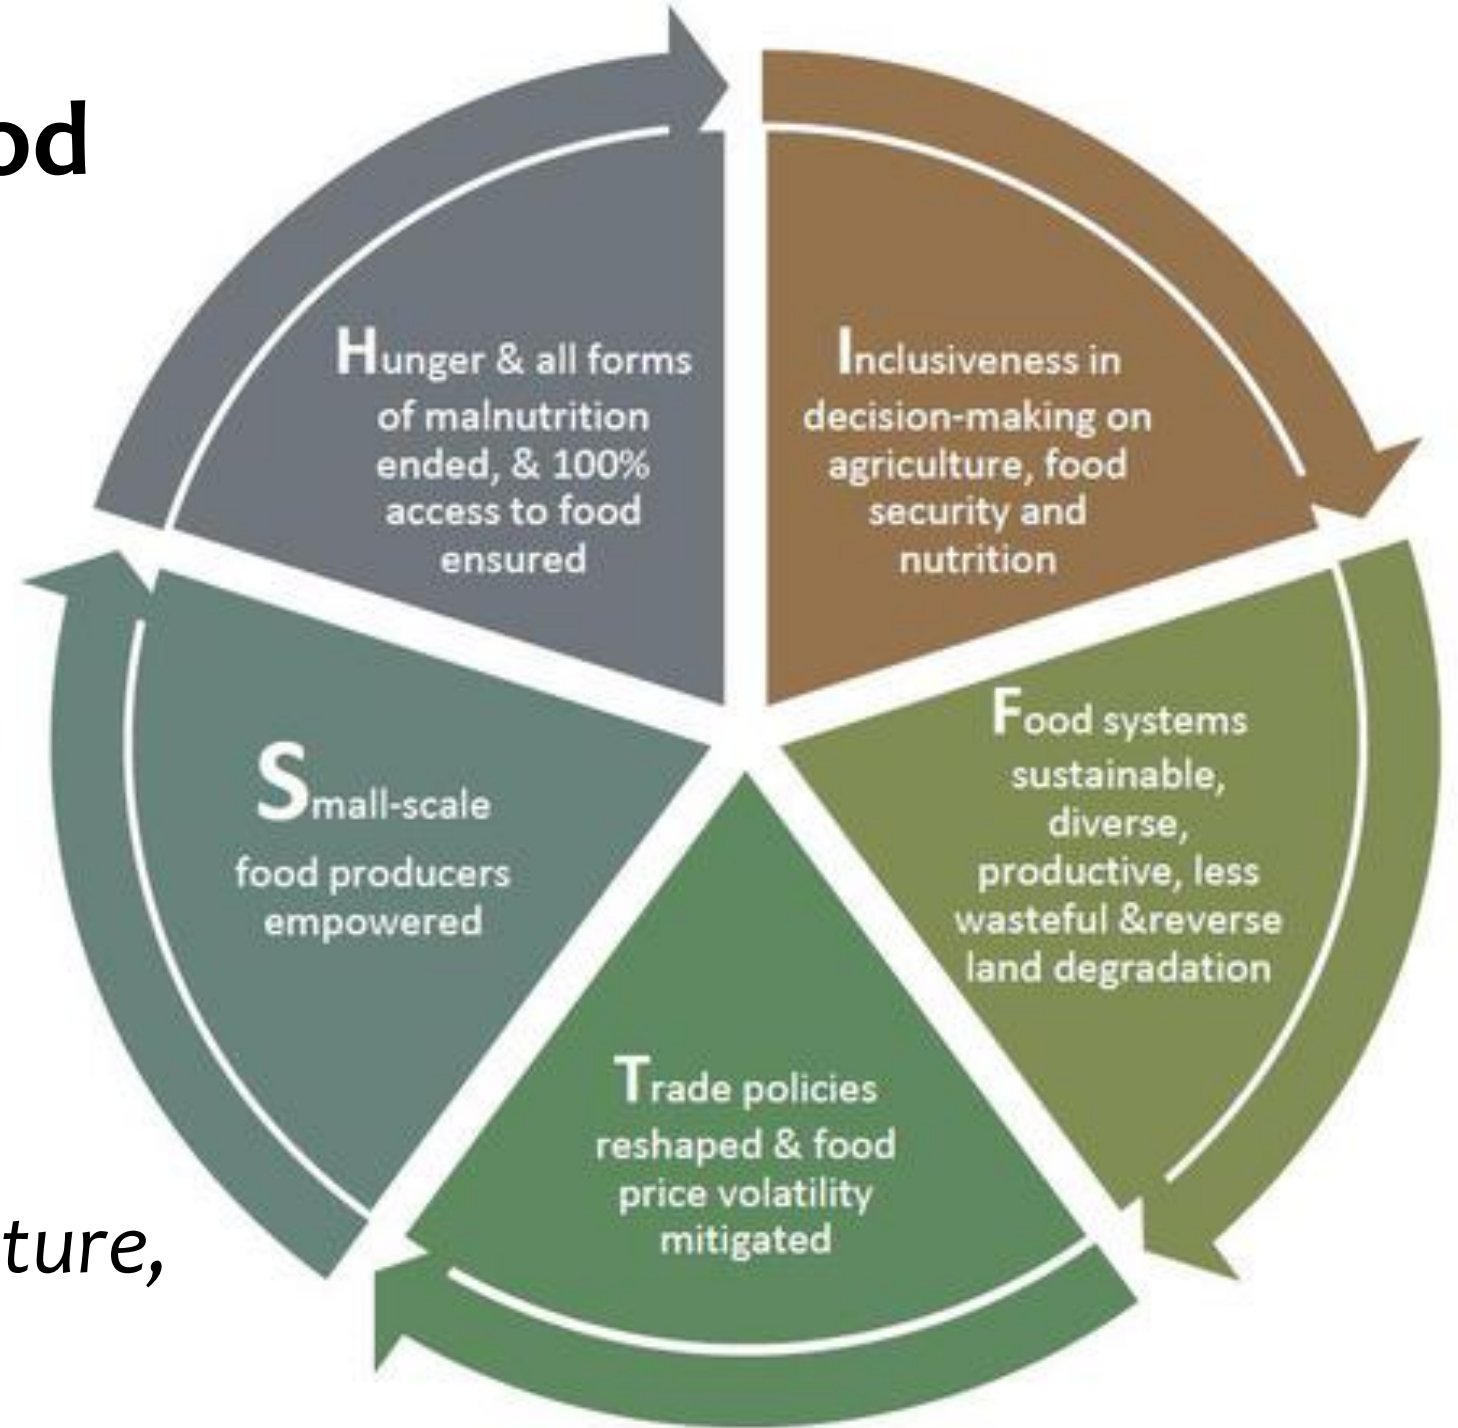 od
Hunger & all forms
of malnutrition
ended, & 100%
access to food
ensured
Inclusiveness in
decision-making on
agriculture, food
security and
nutrition
Food systems
sustainable,
diverse,
productive, less
wasteful &reverse
land degradation
Trade policies
reshaped & food
price volatility
mitigated
Small-scale
food producers
empowered
ture,